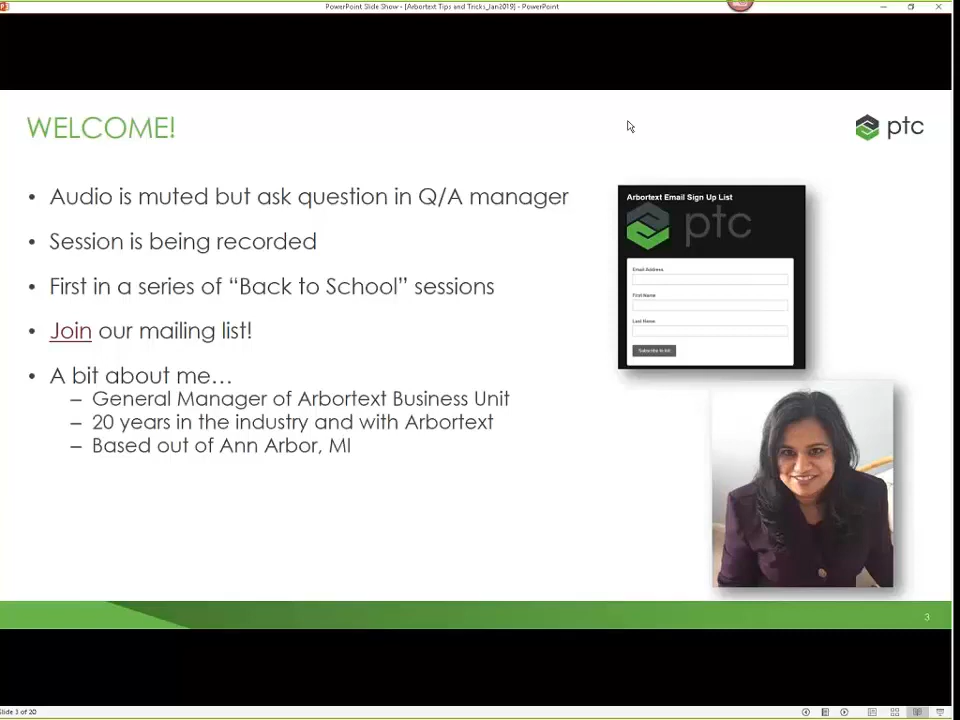 PowerPoint Slide Show - [Arbortext Tips and Tricks_Jan2019] - PowerPoint
WELCOME!
ptc
• Audio is muted but ask question in Q/A manager
• Session is being recorded
• First in a series of “Back to School” sessions
• Join our mailing list!
• A bit about me…
– General Manager of Arbortext Business Unit
– 20 years in the industry and with Arbortext
– Based out of Ann Arbor, MI
Arbortext Email Sign Up List
ptc
Email Address
First Name
Last Name
Subscribe to list
3
Slide 3 of 20